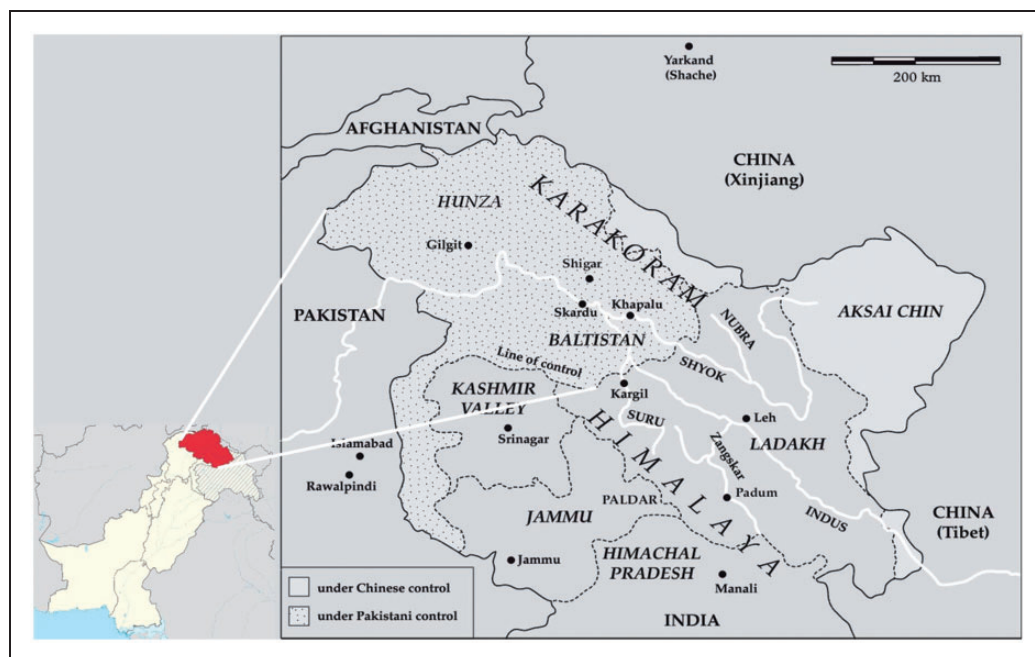 Yarkand
(Shache)
200 km
AFGHANISTAN
CHINA
(Xinjiang)
HUNZA
KARAKORAM
Gilgit
Shigar
Skardu
Khapalu
PAKISTAN
BALTISTAN
NUBRA
AKSAI CHIN
Line of control
SHYOK
KASHMIR
VALLEY
Kargil
Srinagar
SURU
HIMALAYA
Leh
LADAKH
Zangskar
Islamabad
Rawalpindi
Padum
PALDAR
INDUS
JAMMU
CHINA
(Tibet)
Jammu
HIMACHAL
PRADESH
Manali
under Chinese control
under Pakistani control
INDIA